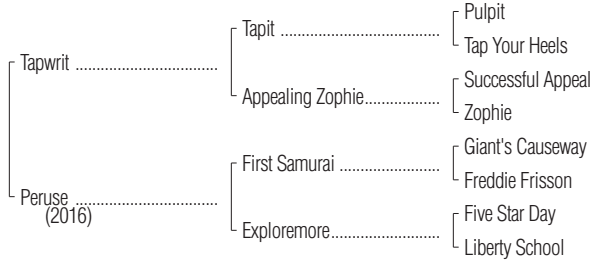 Pulpit
Tapit ........................................
Tap Your Heels
Tapwrit ....................................
Successful Appeal
Appealing Zophie...................
Zophie
Giant's Causeway
First Samurai .........................
Freddie Frisson
Peruse ....................................
(2016)
Five Star Day
Exploremore...........................
Liberty School